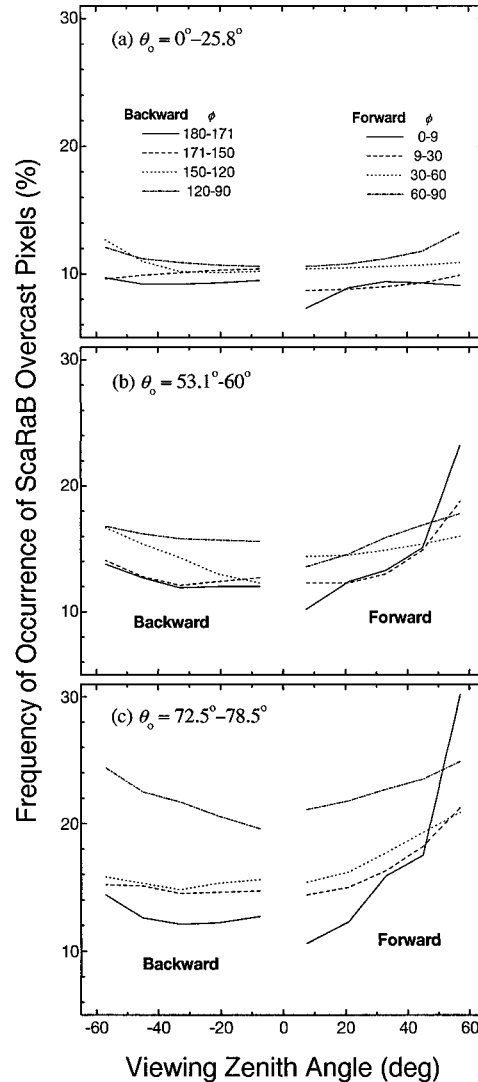 Frequency of Occurrence of ScaRaB Overcast Pixels (%)
30
(a) θo = 0°–25.8°
Backward ϕ
180-171
171-150
150-120
120-90
Forward ϕ
0-9
9-30
30-60
60-90
20
10
30
(b) θo = 53.1°-60°
20
10
Backward
Forward
30
(c) θo = 72.5°–78.5°
20
10
Backward
Forward
-60 -40 -20 0 20 40 60
Viewing Zenith Angle (deg)